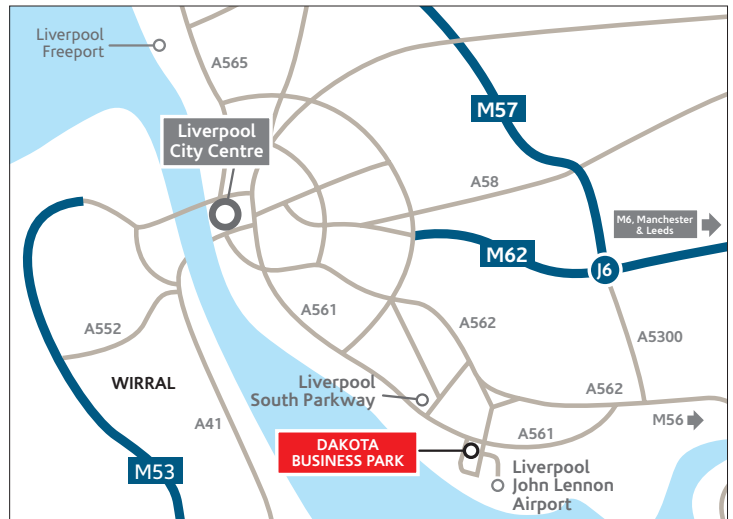 Liverpool
Freeport
A565
M57
Liverpool
City Centre
A58
M6, Manchester
& Leeds
M62
J6
A561
A562
A552
A5300
WIRRAL
Liverpool
South Parkway
A562
A41
M56
A561
DAKOTA
BUSINESS PARK
M53
Liverpool
John Lennon
Airport